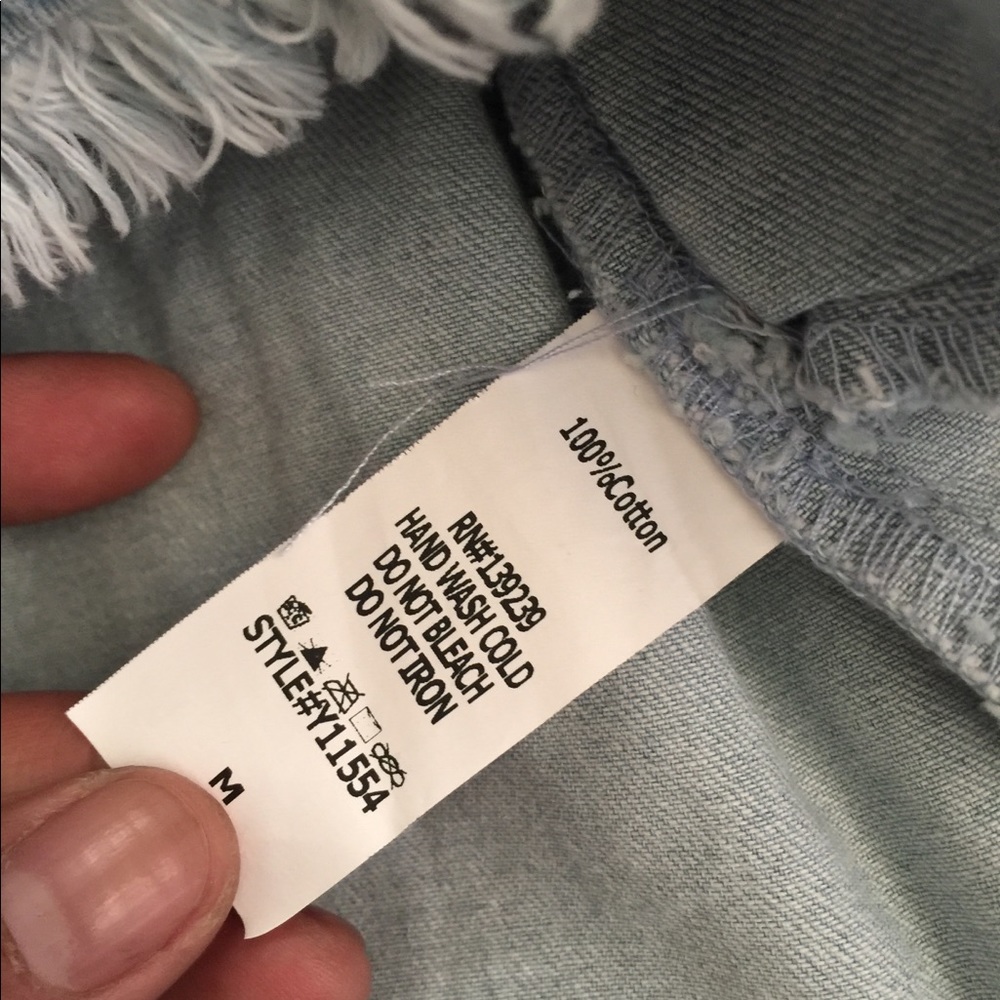 100%Cotton
RN#139239
HAND WASH COLD
DO NOT BLEACH
DO NOT IRON
STYLE#Y11554
M